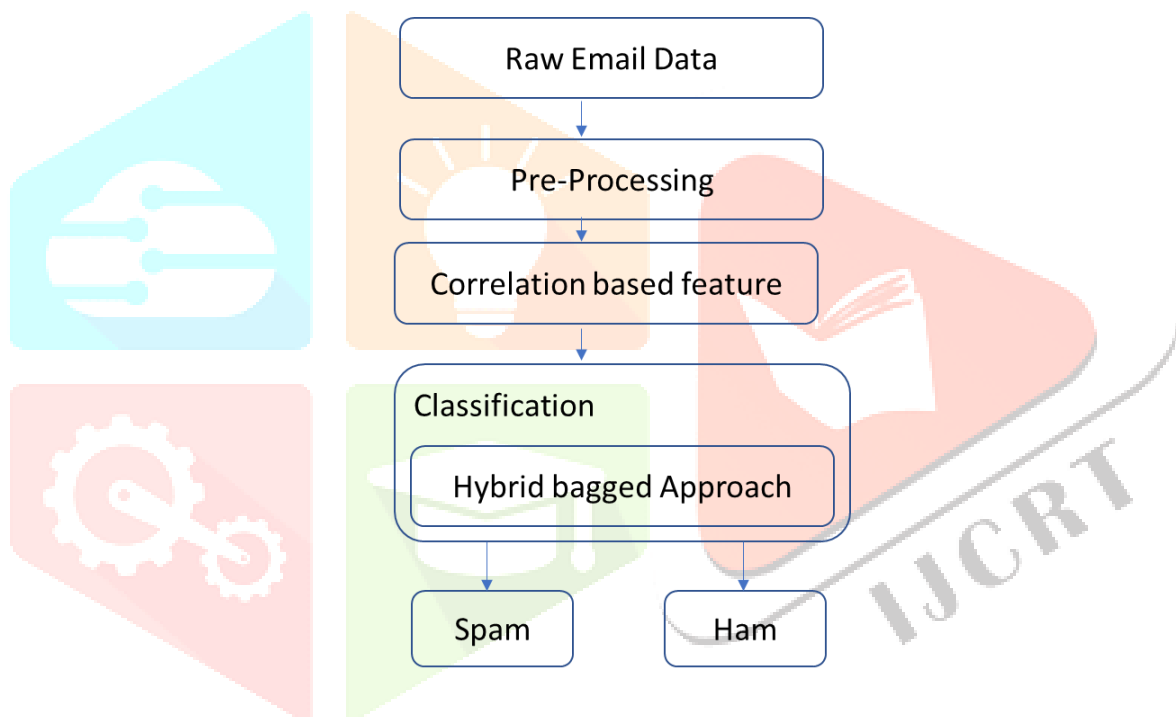 Raw Email Data
Pre-Processing
Correlation based feature
Classification
Hybrid bagged Approach
Spam
Ham
IJCRT